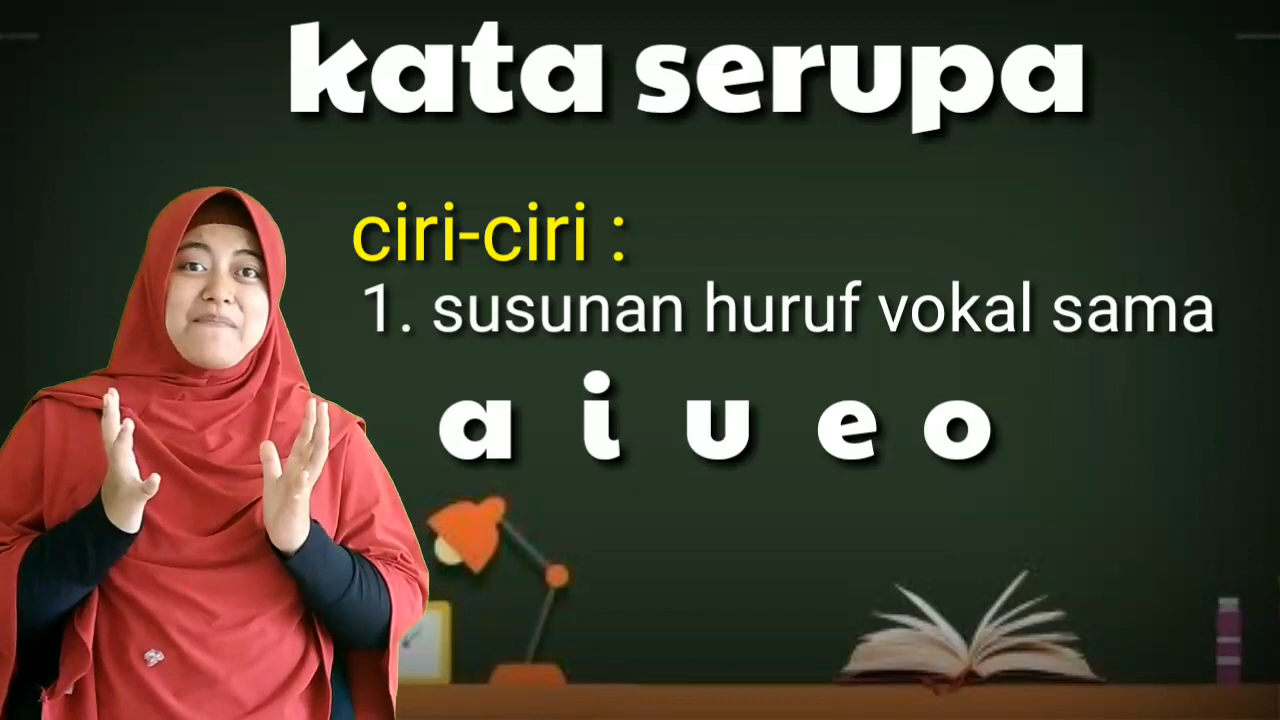 kata serupa
ciri-ciri :
1. susunan huruf vokal sama
a i u e o